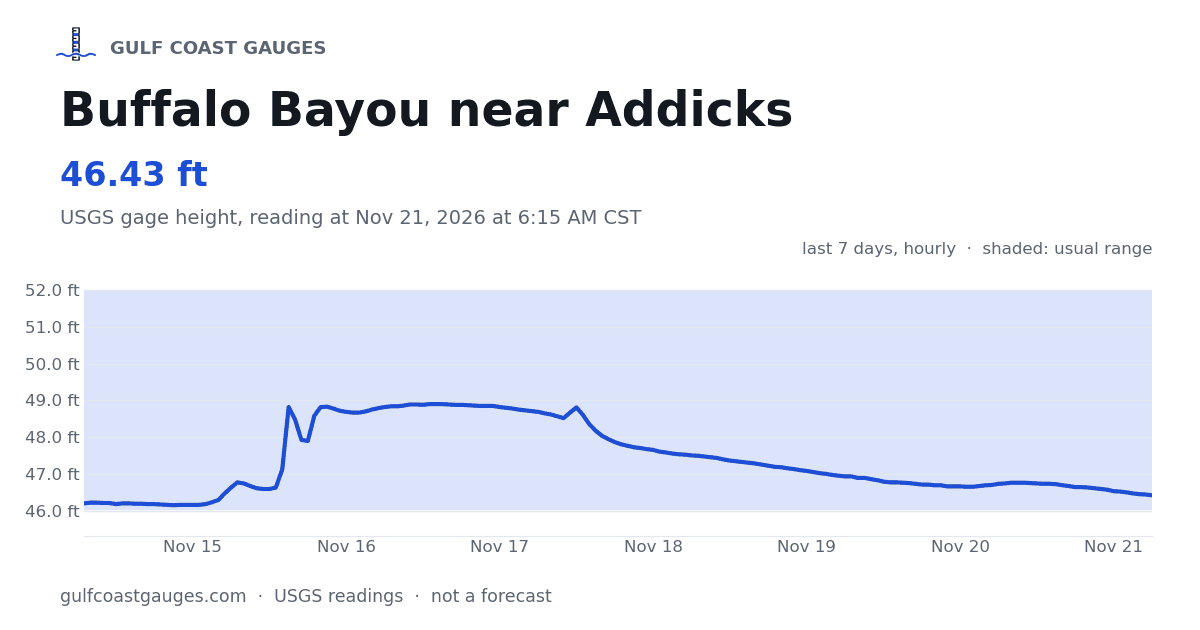 GULF COAST GAUGES
Buffalo Bayou near Addicks
46.43 ft
USGS gage height, reading at Nov 21, 2026 at 6:15 AM CST
last 7 days, hourly · shaded: usual range
52.0 ft
51.0 ft
50.0 ft
49.0 ft
48.0 ft
47.0 ft
46.0 ft
Nov 15 Nov 16 Nov 17 Nov 18 Nov 19 Nov 20 Nov 21
gulfcoastgauges.com · USGS readings · not a forecast